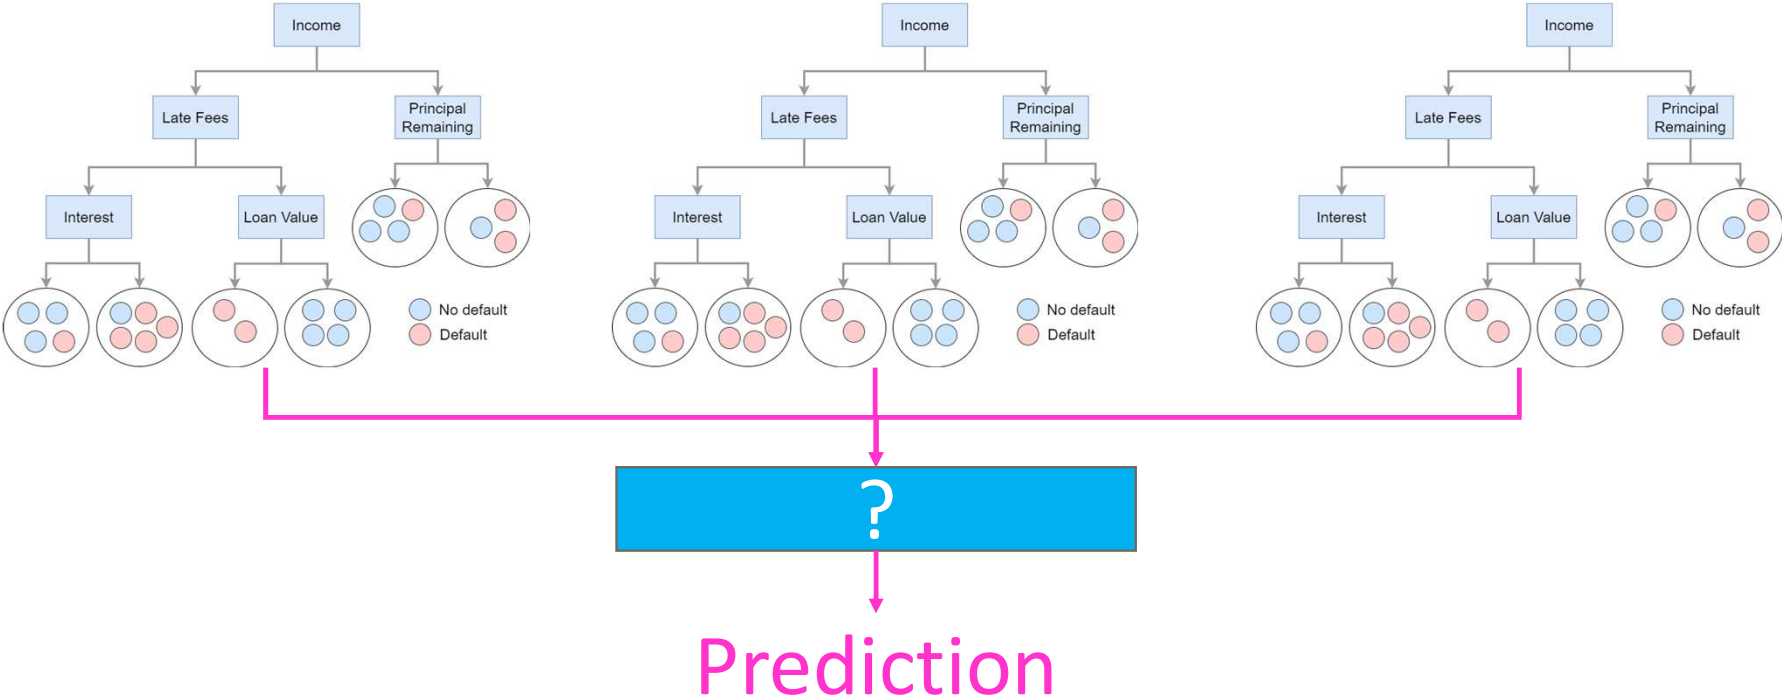 Income
Late Fees
Principal
Remaining
Interest
Loan Value
No default
Default
Income
Late Fees
Principal
Remaining
Interest
Loan Value
No default
Default
Income
Late Fees
Principal
Remaining
Interest
Loan Value
No default
Default
?
Prediction